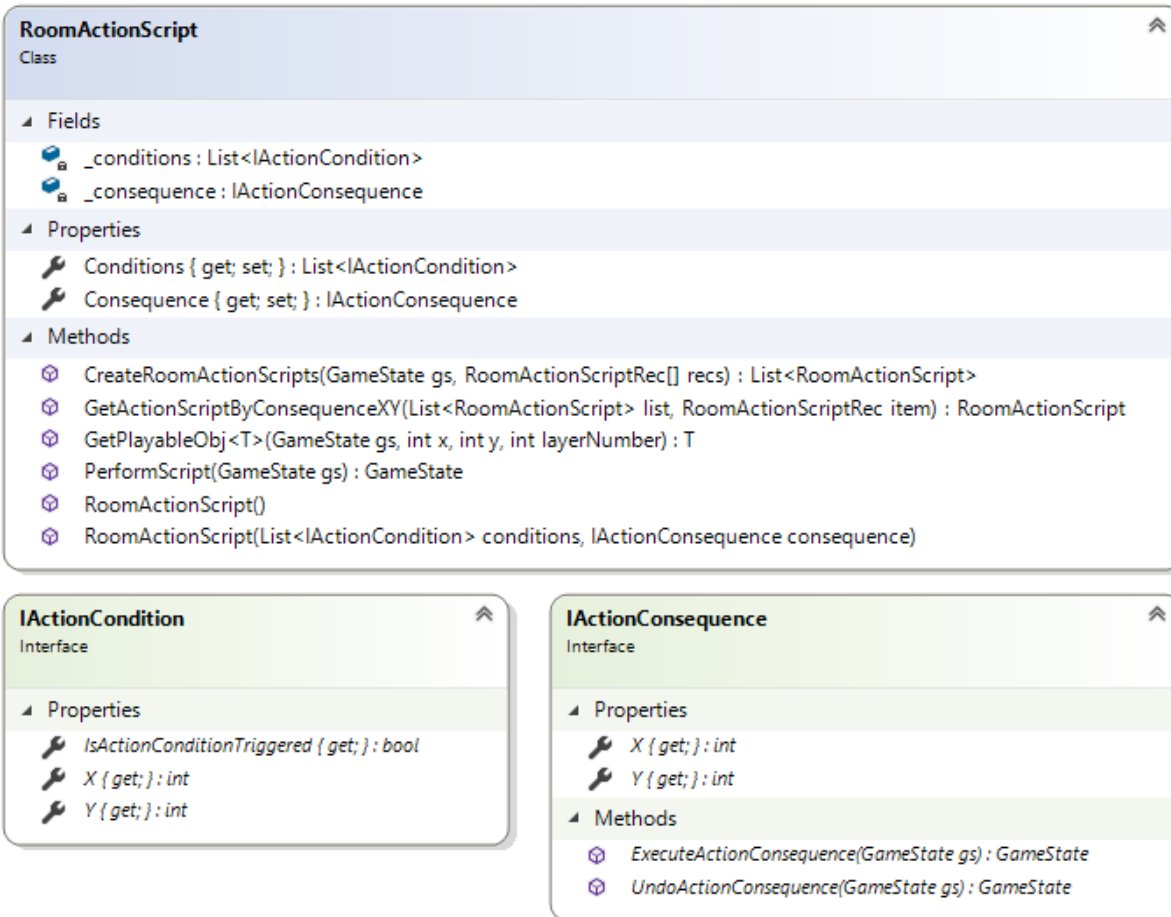 RoomActionScript
Class
Fields
_conditions : List<IActionCondition>
_consequence : IActionConsequence
Properties
Conditions { get; set; } : List<IActionCondition>
Consequence { get; set; } : IActionConsequence
Methods
CreateRoomActionScripts(GameState gs, RoomActionScriptRec[] recs) : List<RoomActionScript>
GetActionScriptByConsequenceXY(List<RoomActionScript> list, RoomActionScriptRec item) : RoomActionScript
GetPlayableObj<T>(GameState gs, int x, int y, int layerNumber) : T
PerformScript(GameState gs) : GameState
RoomActionScript()
RoomActionScript(List<IActionCondition> conditions, IActionConsequence consequence)
IActionCondition
Interface
Properties
IsActionConditionTriggered { get; } : bool
X { get; } : int
Y { get; } : int
IActionConsequence
Interface
Properties
X { get; } : int
Y { get; } : int
Methods
ExecuteActionConsequence(GameState gs) : GameState
UndoActionConsequence(GameState gs) : GameState